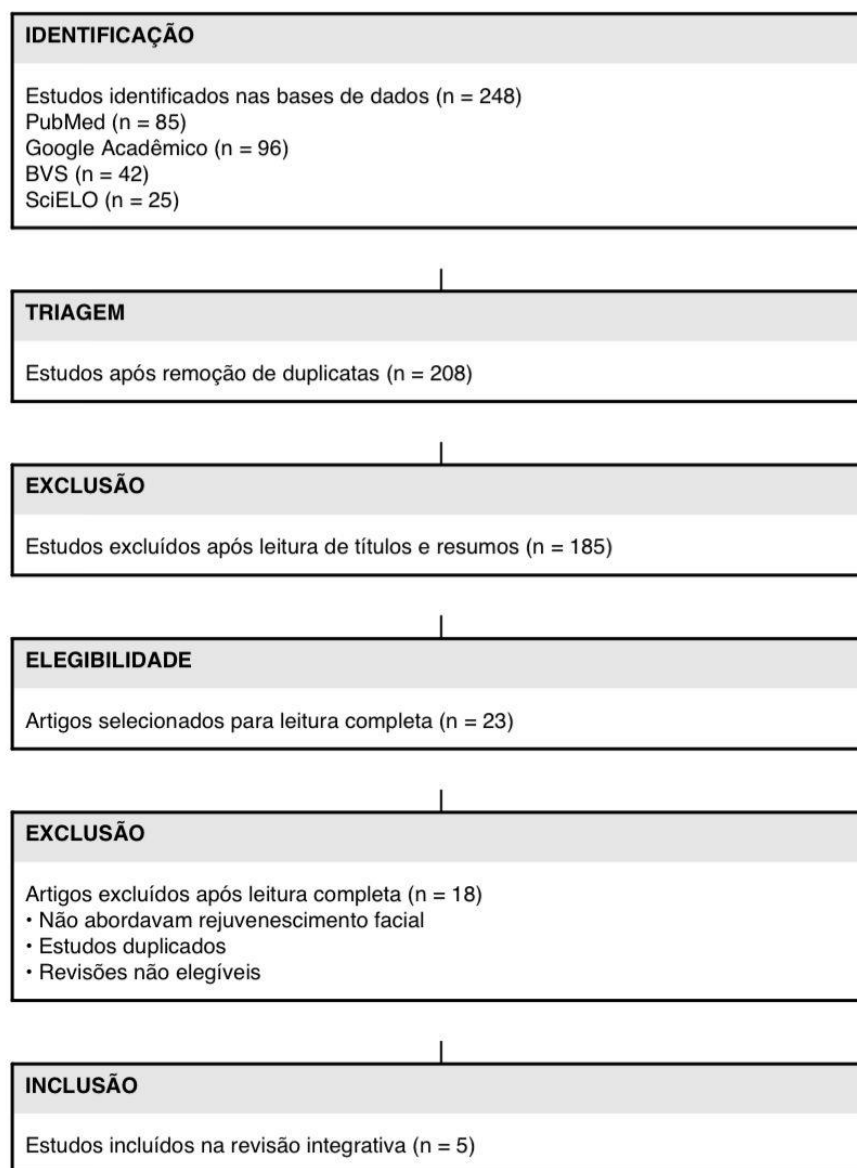 IDENTIFICAÇÃO
Estudos identificados nas bases de dados (n = 248)
PubMed (n = 85)
Google Acadêmico (n = 96)
BVS (n = 42)
SciELO (n = 25)
TRIAGEM
Estudos após remoção de duplicatas (n = 208)
EXCLUSÃO
Estudos excluídos após leitura de títulos e resumos (n = 185)
ELEGIBILIDADE
Artigos selecionados para leitura completa (n = 23)
EXCLUSÃO
Artigos excluídos após leitura completa (n = 18)
• Não abordavam rejuvenescimento facial
• Estudos duplicados
• Revisões não elegíveis
INCLUSÃO
Estudos incluídos na revisão integrativa (n = 5)